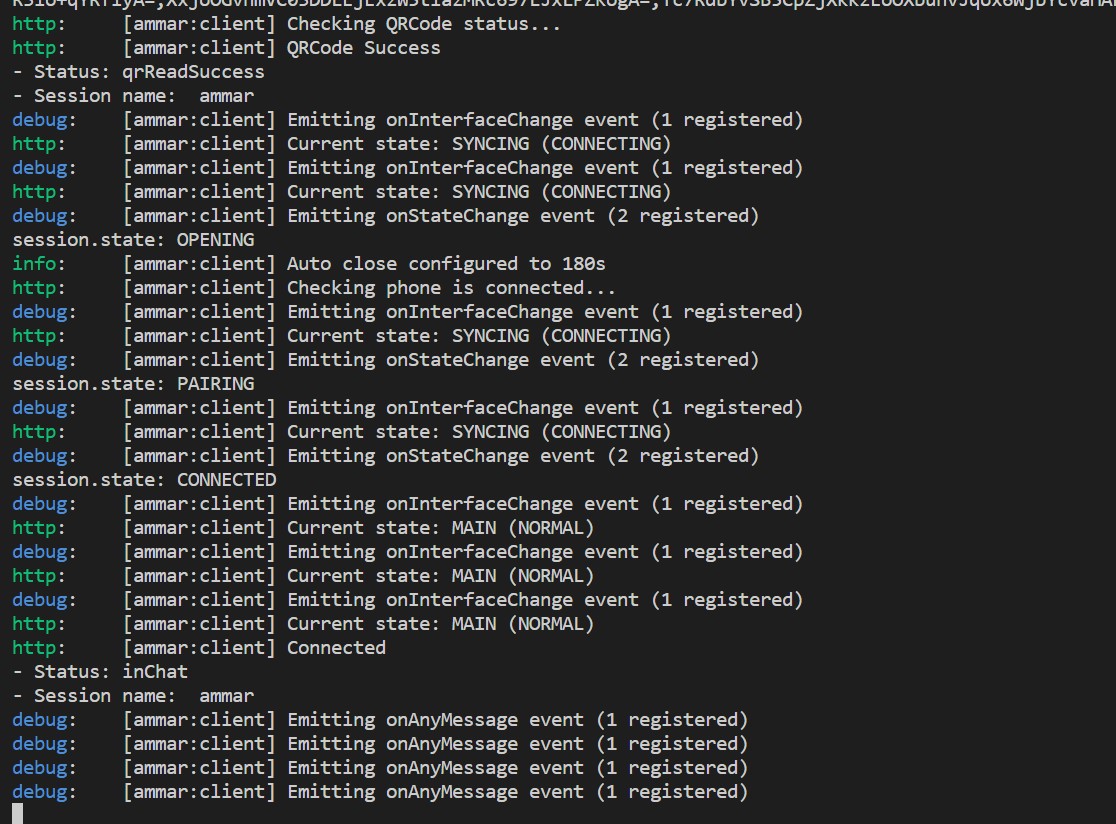 http:     [ammar:client] Checking QRCode status...
http:     [ammar:client] QRCode Success
- Status: qrReadSuccess
- Session name:  ammar
debug:    [ammar:client] Emitting onInterfaceChange event (1 registered)
http:     [ammar:client] Current state: SYNCING (CONNECTING)
debug:    [ammar:client] Emitting onInterfaceChange event (1 registered)
http:     [ammar:client] Current state: SYNCING (CONNECTING)
debug:    [ammar:client] Emitting onStateChange event (2 registered)
session.state: OPENING
info:     [ammar:client] Auto close configured to 180s
http:     [ammar:client] Checking phone is connected...
debug:    [ammar:client] Emitting onInterfaceChange event (1 registered)
http:     [ammar:client] Current state: SYNCING (CONNECTING)
debug:    [ammar:client] Emitting onStateChange event (2 registered)
session.state: PAIRING
debug:    [ammar:client] Emitting onInterfaceChange event (1 registered)
http:     [ammar:client] Current state: SYNCING (CONNECTING)
debug:    [ammar:client] Emitting onStateChange event (2 registered)
session.state: CONNECTED
debug:    [ammar:client] Emitting onInterfaceChange event (1 registered)
http:     [ammar:client] Current state: MAIN (NORMAL)
debug:    [ammar:client] Emitting onInterfaceChange event (1 registered)
http:     [ammar:client] Current state: MAIN (NORMAL)
debug:    [ammar:client] Emitting onInterfaceChange event (1 registered)
http:     [ammar:client] Current state: MAIN (NORMAL)
http:     [ammar:client] Connected
- Status: inChat
- Session name:  ammar
debug:    [ammar:client] Emitting onAnyMessage event (1 registered)
debug:    [ammar:client] Emitting onAnyMessage event (1 registered)
debug:    [ammar:client] Emitting onAnyMessage event (1 registered)
debug:    [ammar:client] Emitting onAnyMessage event (1 registered)